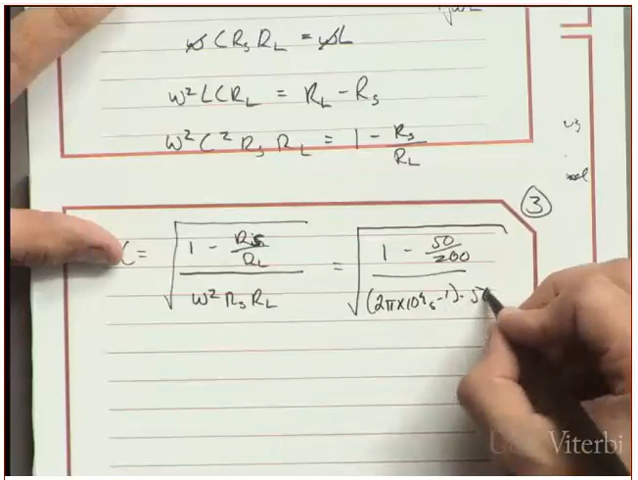 ωCRsRL = ωL
ω²LCRL = RL - Rs
ω²C²RsRL = 1 - Rs/RL
3
C = √((1 - Rs/RL)/(ω²RsRL)) = √((1 - 50/200)/((2π×10⁹s-1)·50
Viterbi